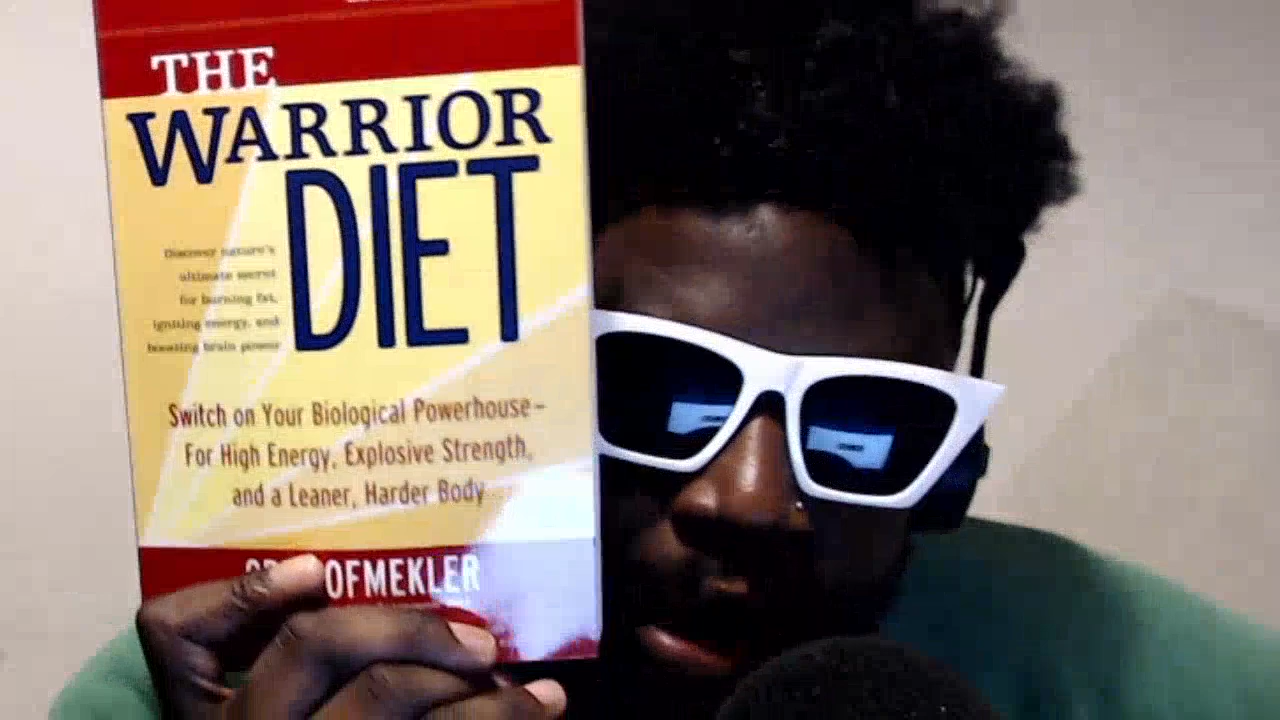 THE
WARRIOR
DIET
Discover nature's
ultimate secret
for burning fat,
igniting energy, and
boosting brain power
Switch on Your Biological Powerhouse–
For High Energy, Explosive Strength,
and a Leaner, Harder Body
OFMEKLER